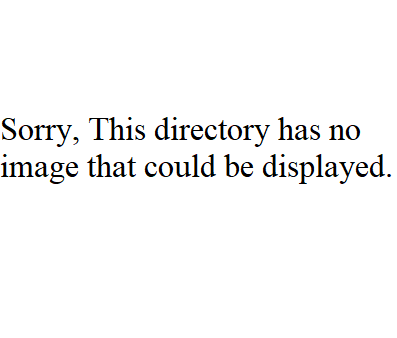 Sorry, This directory has no
image that could be displayed.